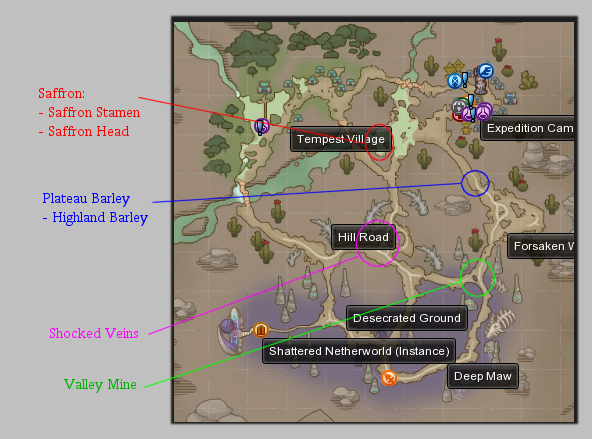 Saffron:
- Saffron Stamen
- Saffron Head
Tempest Village
Expedition Cam
Plateau Barley
- Highland Barley
Hill Road
Forsaken W
Shocked Veins
Desecrated Ground
Shattered Netherworld (Instance)
Valley Mine
Deep Maw